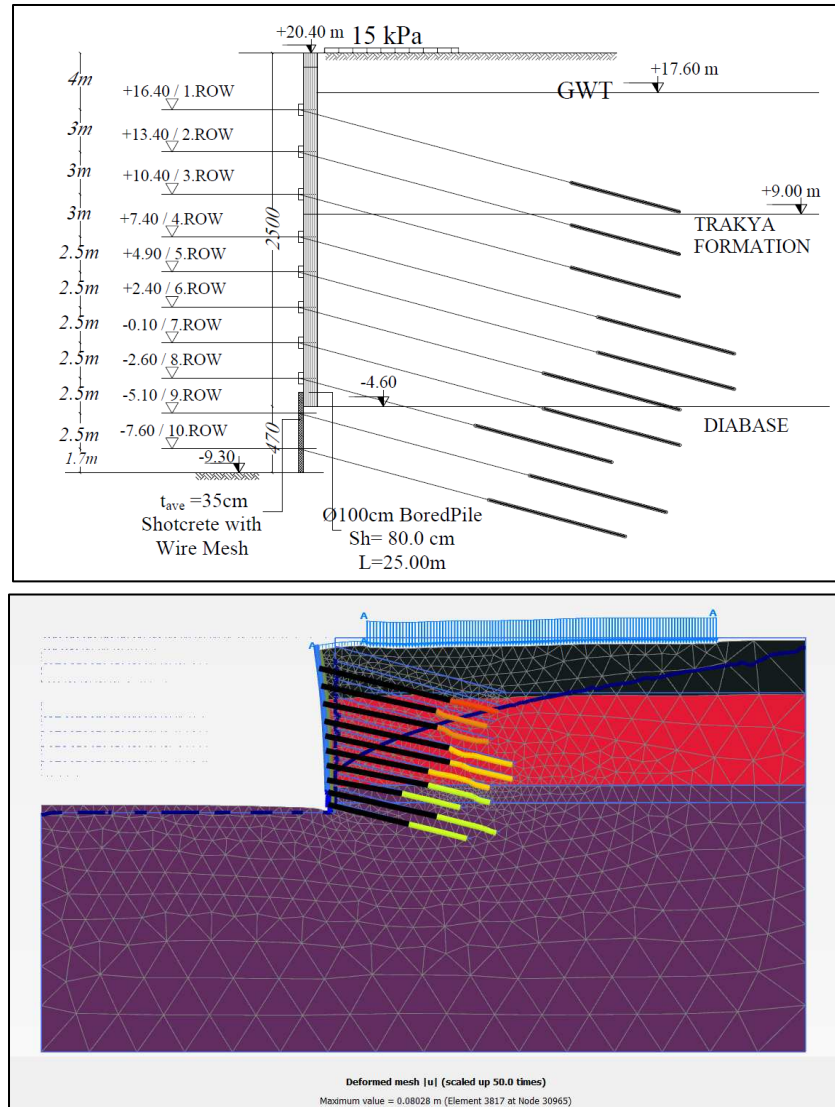 +20.40 m
15 kPa
+17.60 m
GWT
4m
+16.40 / 1.ROW
3m
+13.40 / 2.ROW
3m
+10.40 / 3.ROW
+9.00 m
3m
+7.40 / 4.ROW
TRAKYA
FORMATION
2500
2.5m
+4.90 / 5.ROW
2.5m
+2.40 / 6.ROW
2.5m
-0.10 / 7.ROW
2.5m
-2.60 / 8.ROW
-4.60
2.5m
-5.10 / 9.ROW
DIABASE
2.5m
-7.60 / 10.ROW
470
1.7m
-9.30
tave =35cm
Shotcrete with
Wire Mesh
Ø100cm BoredPile
Sh= 80.0 cm
L=25.00m
A
A
A
Deformed mesh |u| (scaled up 50.0 times)
Maximum value = 0.08028 m (Element 3817 at Node 30965)